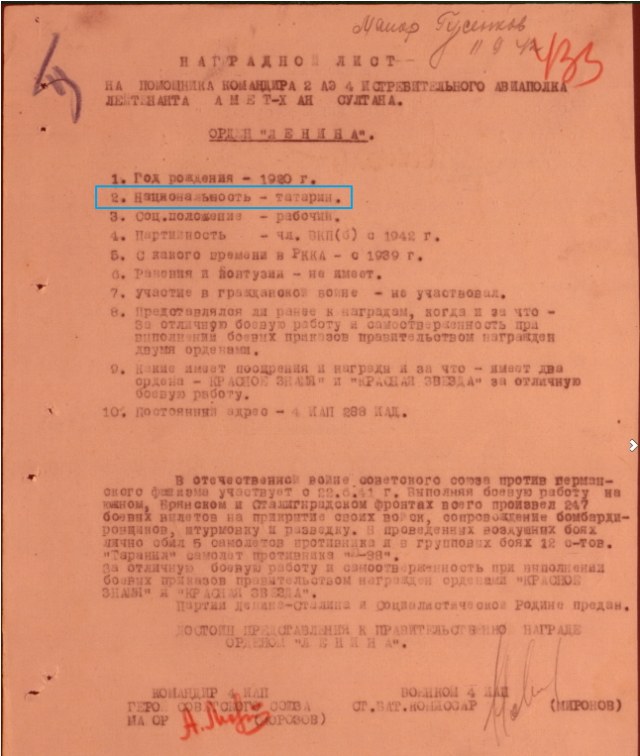 Майор Гусенков
11 9 42
433
НАГРАДНОЙ ЛИСТ
НА ПОМОЩНИКА КОМАНДИРА 2 АЭ 4 ИСТРЕБИТЕЛЬНОГО АВИАПОЛКА
ЛЕЙТЕНАНТА АМЕТ-ХАН СУЛТАНА.
ОРДЕН "ЛЕНИНА".
1. Год рождения - 1920 г.
2. Национальность - татарин.
3. Соц.положение - рабочий.
4. Партийность - чл. ВКП(б) с 1942 г.
5. С какого времени в РККА - с 1939 г.
6. Ранения и контузии - не имеет.
7. Участие в гражданской войне - не участвовал.
8. Представлялся ли ранее к наградам, когда и за что -
За отличную боевую работу и самоотверженность при
выполнении боевых приказов правительством награжден
двумя орденами.
9. Какие имеет поощрения и награды и за что - имеет два
ордена - КРАСНОЕ ЗНАМЯ" и "КРАСНАЯ ЗВЕЗДА" за отличную
боевую работу.
10. Постоянный адрес - 4 ИАП 288 ИАД.
В отечественной войне советского союза против герман-
ского фашизма участвует с 22.6.41 г. Выполняя боевую работу на
южном, Брянском и Сталинградском фронтах всего произвел 247
боевых вылетов на прикрытие своих войск, сопровождение бомбарди-
ровщиков, штурмовку и разведку. В проведенных воздушных боях
лично сбил 5 самолетов противника и в групповых боях 12 с-тов.
"Таранил" самолет противника "Ю-88".
За отличную боевую работу и самоотверженность при выполнении
боевых приказов правительством награжден орденами "КРАСНОЕ
ЗНАМЯ" и "КРАСНАЯ ЗВЕЗДА".
Партии Ленина-Сталина и Социалистической Родине предан.
ДОСТОИН ПРЕДСТАВЛЕНИЯ К ПРАВИТЕЛЬСТВЕННОЙ НАГРАДЕ
ОРДЕНОМ "ЛЕНИНА".
КОМАНДИР 4 ИАП ВОЕНКОМ 4 ИАП
ГЕРОЙ СОВЕТСКОГО СОЮЗА СТ.БАТ.КОМИССАР (МИРОНОВ)
МАЙОР (МОРОЗОВ)